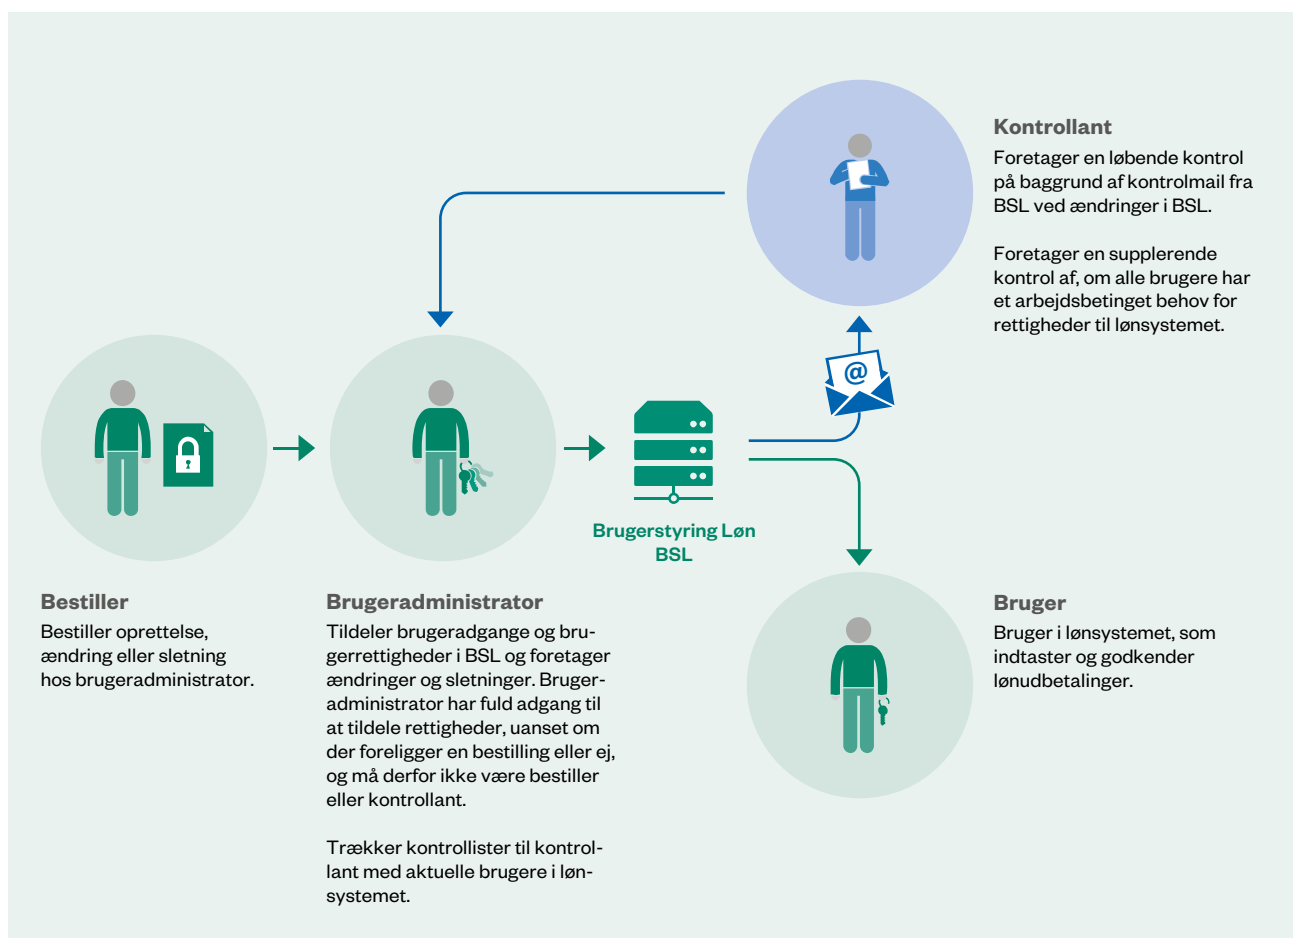 Kontrollant
Foretager en løbende kontrol
på baggrund af kontrolmail fra
BSL ved ændringer i BSL.
Foretager en supplerende
kontrol af, om alle brugere har
et arbejdsbetinget behov for
rettigheder til lønsystemet.
@
Brugerstyring Løn
BSL
Bestiller
Bestiller oprettelse,
ændring eller sletning
hos brugeradministrator.
Brugeradministrator
Tildeler brugeradgange og bru-
gerrettigheder i BSL og foretager
ændringer og sletninger. Bruger-
administrator har fuld adgang til
at tildele rettigheder, uanset om
der foreligger en bestilling eller ej,
og må derfor ikke være bestiller
eller kontrollant.
Trækker kontrollister til kontrol-
lant med aktuelle brugere i løn-
systemet.
Bruger
Bruger i lønsystemet, som
indtaster og godkender
lønudbetalinger.